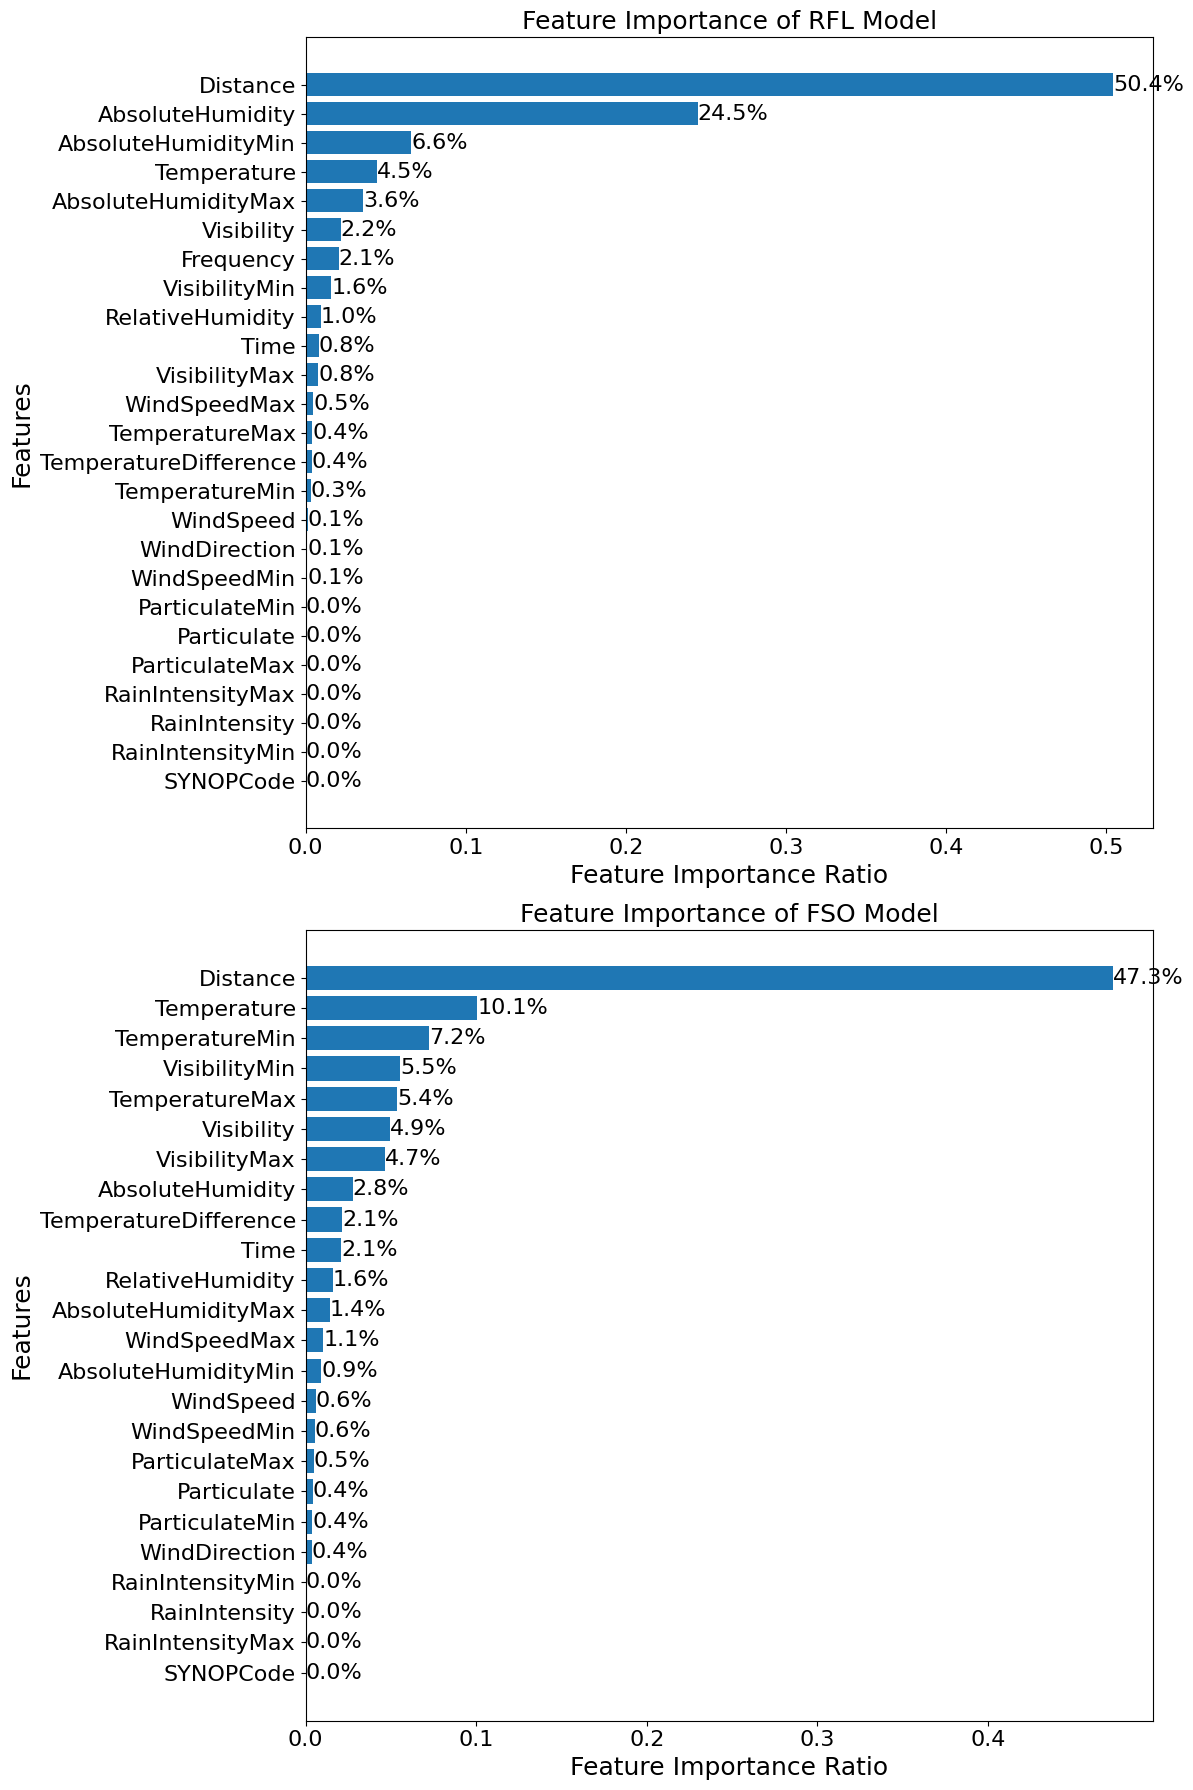 Feature Importance of RFL Model
Distance 50.4%
AbsoluteHumidity 24.5%
AbsoluteHumidityMin 6.6%
Temperature 4.5%
AbsoluteHumidityMax 3.6%
Visibility 2.2%
Frequency 2.1%
VisibilityMin 1.6%
RelativeHumidity 1.0%
Time 0.8%
VisibilityMax 0.8%
WindSpeedMax 0.5%
TemperatureMax 0.4%
TemperatureDifference 0.4%
TemperatureMin 0.3%
WindSpeed 0.1%
WindDirection 0.1%
WindSpeedMin 0.1%
ParticulateMin 0.0%
Particulate 0.0%
ParticulateMax 0.0%
RainIntensityMax 0.0%
RainIntensity 0.0%
RainIntensityMin 0.0%
SYNOPCode 0.0%
Features
0.0 0.1 0.2 0.3 0.4 0.5
Feature Importance Ratio
Feature Importance of FSO Model
Distance 47.3%
Temperature 10.1%
TemperatureMin 7.2%
VisibilityMin 5.5%
TemperatureMax 5.4%
Visibility 4.9%
VisibilityMax 4.7%
AbsoluteHumidity 2.8%
TemperatureDifference 2.1%
Time 2.1%
RelativeHumidity 1.6%
AbsoluteHumidityMax 1.4%
WindSpeedMax 1.1%
AbsoluteHumidityMin 0.9%
WindSpeed 0.6%
WindSpeedMin 0.6%
ParticulateMax 0.5%
Particulate 0.4%
ParticulateMin 0.4%
WindDirection 0.4%
RainIntensityMin 0.0%
RainIntensity 0.0%
RainIntensityMax 0.0%
SYNOPCode 0.0%
Features
0.0 0.1 0.2 0.3 0.4
Feature Importance Ratio